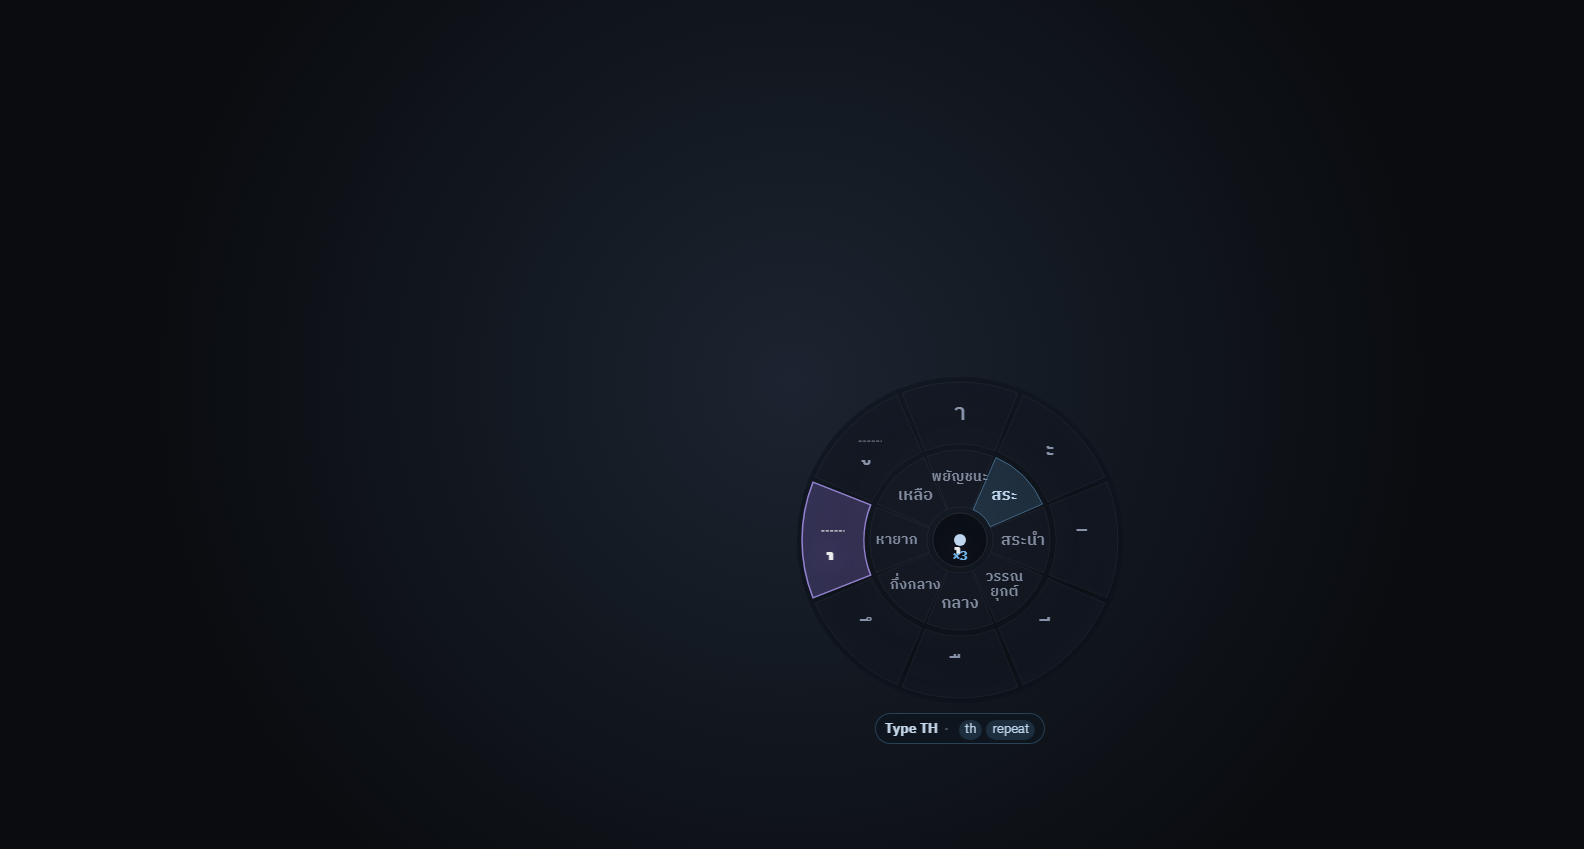 า
ะ
ั
ี
ื
ึ
ุ
ู
พยัญชนะ
สระ
สระนำ
วรรณ
ยุกต์
กลาง
กึ่งกลาง
หายาก
เหลือ
ุ
×3
Type TH · th repeat